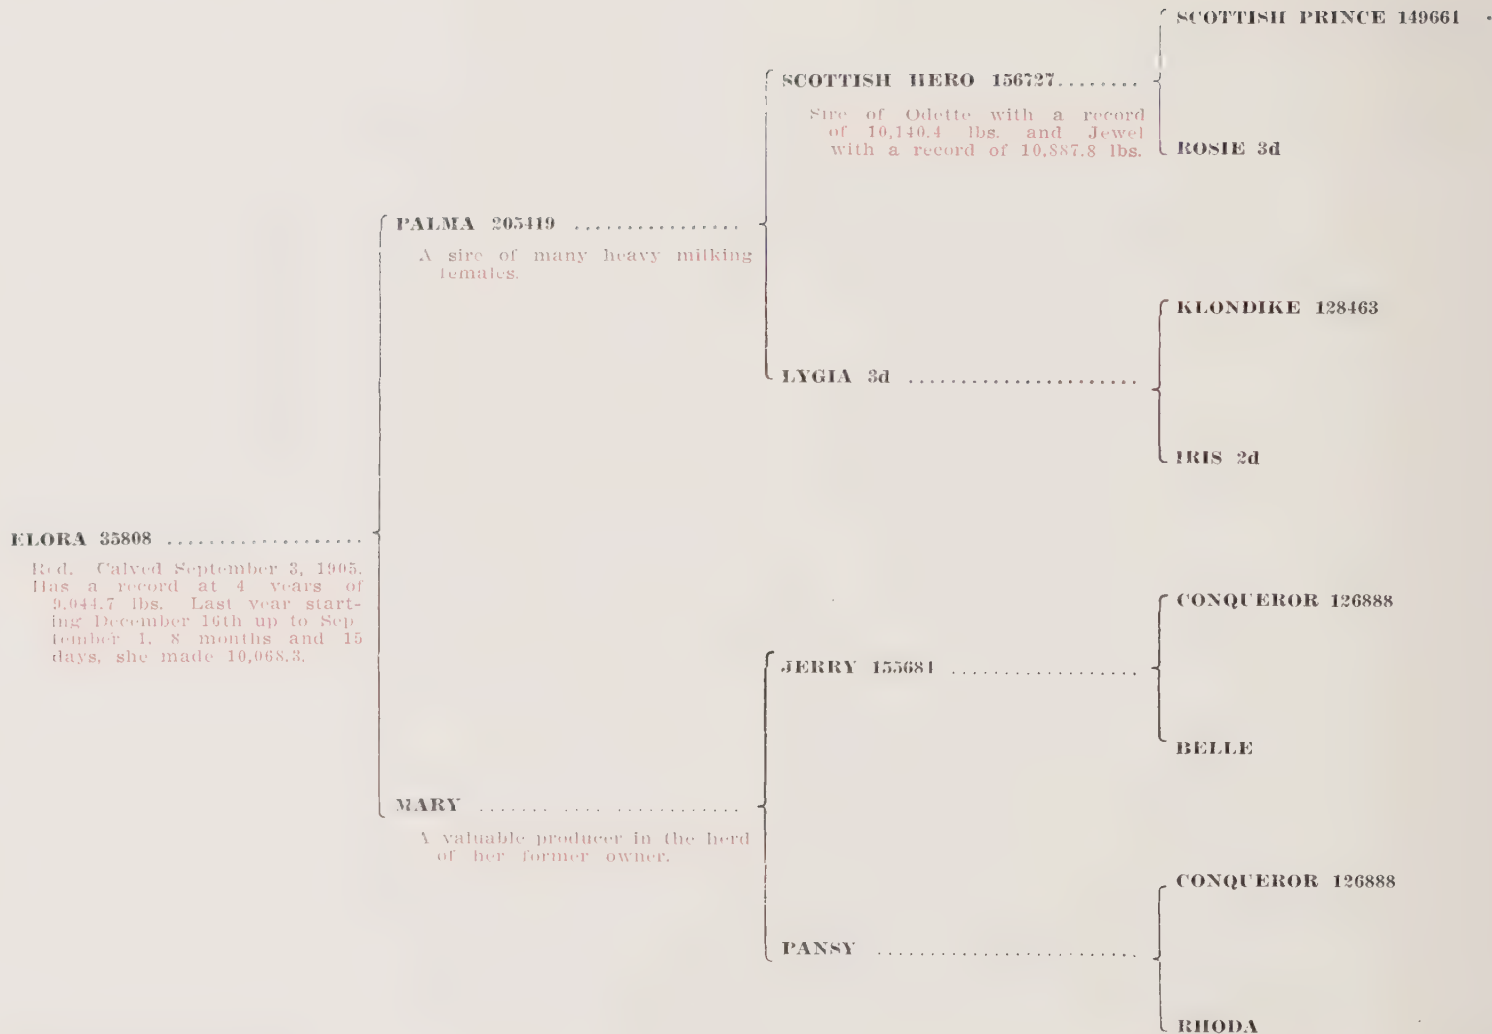 SCOTTISH PRINCE 149661
SCOTTISH HERO 156727
Sire of Odette with a record
of 10,140.4 lbs. and Jewel
with a record of 10,887.8 lbs.
ROSIE 3d
PALMA 205419
A sire of many heavy milking
females.
KLONDIKE 128463
LYGIA 3d
IRIS 2d
ELORA 35808
Red. Calved September 3, 1905.
Has a record at 4 years of
9,044.7 lbs. Last year start-
ing December 16th up to Sep
tember 1, 8 months and 15
days, she made 10,068.3.
CONQUEROR 126888
JERRY 155681
BELLE
MARY
A valuable producer in the herd
of her former owner.
CONQUEROR 126888
PANSY
RHODA